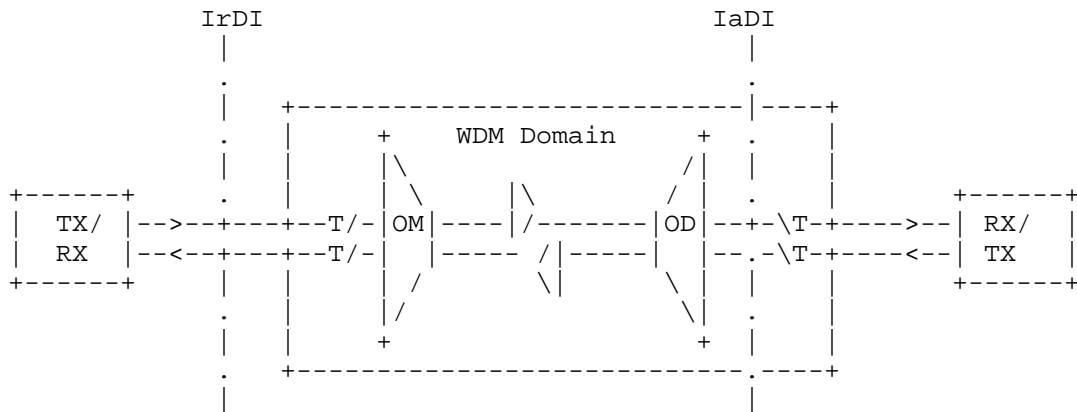 IrDI IaDI
WDM Domain
TX/ T/ OM OD \T RX/
RX T/ \T TX